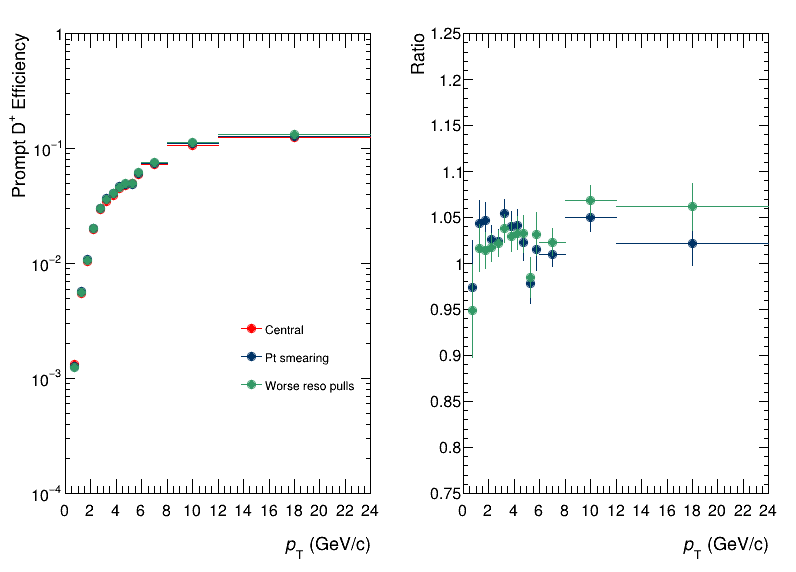 Prompt D⁺ Efficiency
1
10⁻¹
10⁻²
10⁻³
10⁻⁴
0 2 4 6 8 10 12 14 16 18 20 22 24
p_T (GeV/c)
Central
Pt smearing
Worse reso pulls
Ratio
1.25
1.2
1.15
1.1
1.05
1
0.95
0.9
0.85
0.8
0.75
0 2 4 6 8 10 12 14 16 18 20 22 24
p_T (GeV/c)